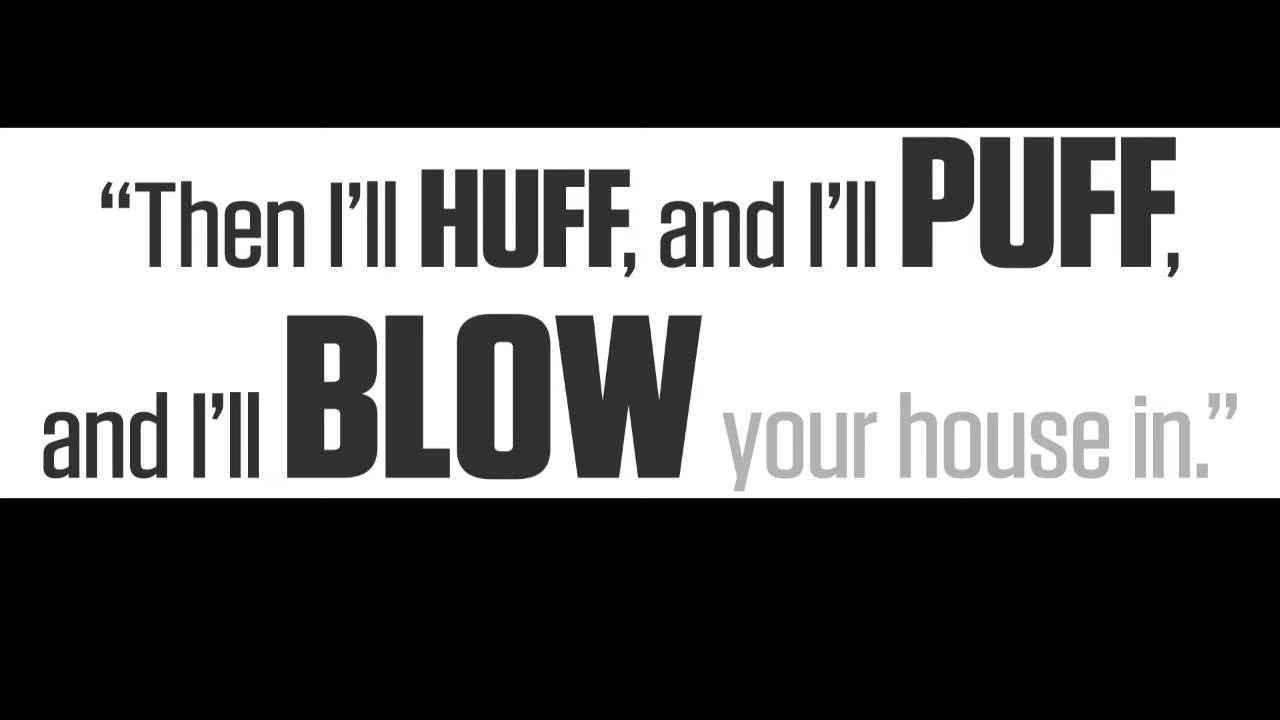 “Then I’ll HUFF, and I’ll PUFF,
and I’ll BLOW your house in.”